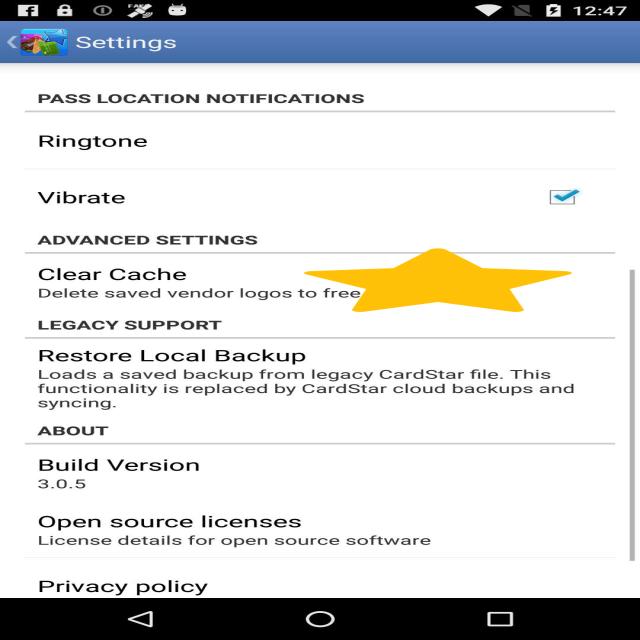 12:47
Settings
PASS LOCATION NOTIFICATIONS
Ringtone
Vibrate
ADVANCED SETTINGS
Clear Cache
Delete saved vendor logos to free
LEGACY SUPPORT
Restore Local Backup
Loads a saved backup from legacy CardStar file. This
functionality is replaced by CardStar cloud backups and
syncing.
ABOUT
Build Version
3.0.5
Open source licenses
License details for open source software
Privacy policy